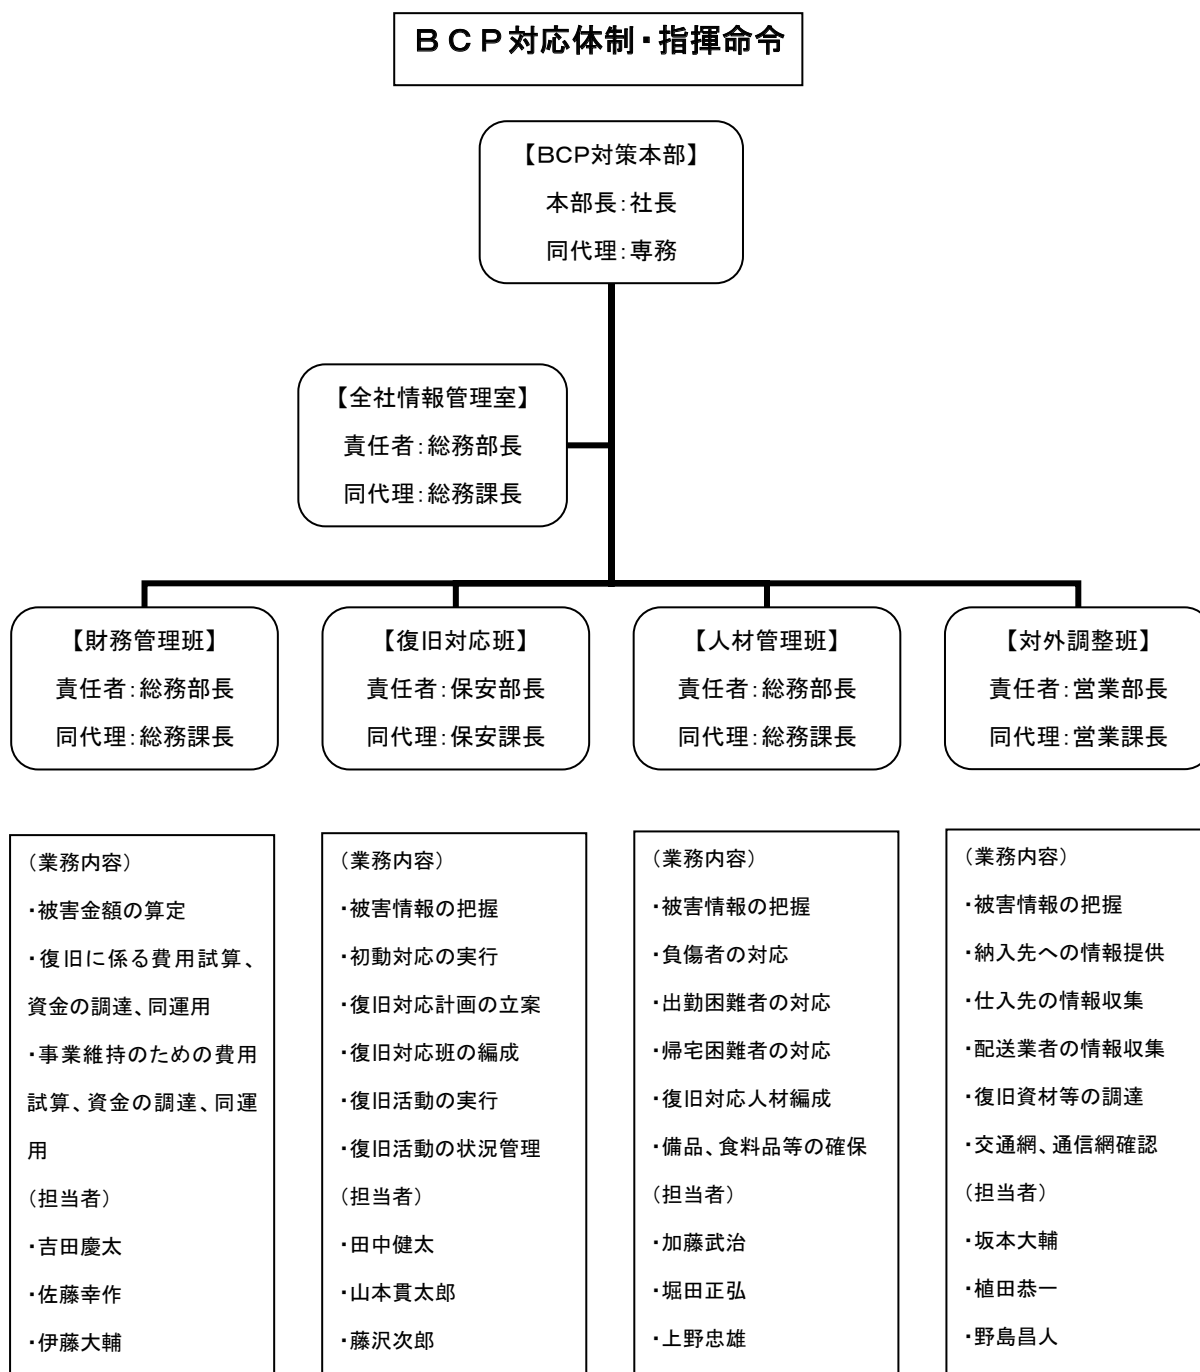 ＢＣＰ対応体制・指揮命令
【BCP対策本部】
本部長：社長
同代理：専務
【全社情報管理室】
責任者：総務部長
同代理：総務課長
【財務管理班】
責任者：総務部長
同代理：総務課長
【復旧対応班】
責任者：保安部長
同代理：保安課長
【人材管理班】
責任者：総務部長
同代理：総務課長
【対外調整班】
責任者：営業部長
同代理：営業課長
（業務内容）
・被害金額の算定
・復旧に係る費用試算、
資金の調達、同運用
・事業維持のための費用
試算、資金の調達、同運
用
（担当者）
・吉田慶太
・佐藤幸作
・伊藤大輔
（業務内容）
・被害情報の把握
・初動対応の実行
・復旧対応計画の立案
・復旧対応班の編成
・復旧活動の実行
・復旧活動の状況管理
（担当者）
・田中健太
・山本貫太郎
・藤沢次郎
（業務内容）
・被害情報の把握
・負傷者の対応
・出勤困難者の対応
・帰宅困難者の対応
・復旧対応人材編成
・備品、食料品等の確保
（担当者）
・加藤武治
・堀田正弘
・上野忠雄
（業務内容）
・被害情報の把握
・納入先への情報提供
・仕入先の情報収集
・配送業者の情報収集
・復旧資材等の調達
・交通網、通信網確認
（担当者）
・坂本大輔
・植田恭一
・野島昌人